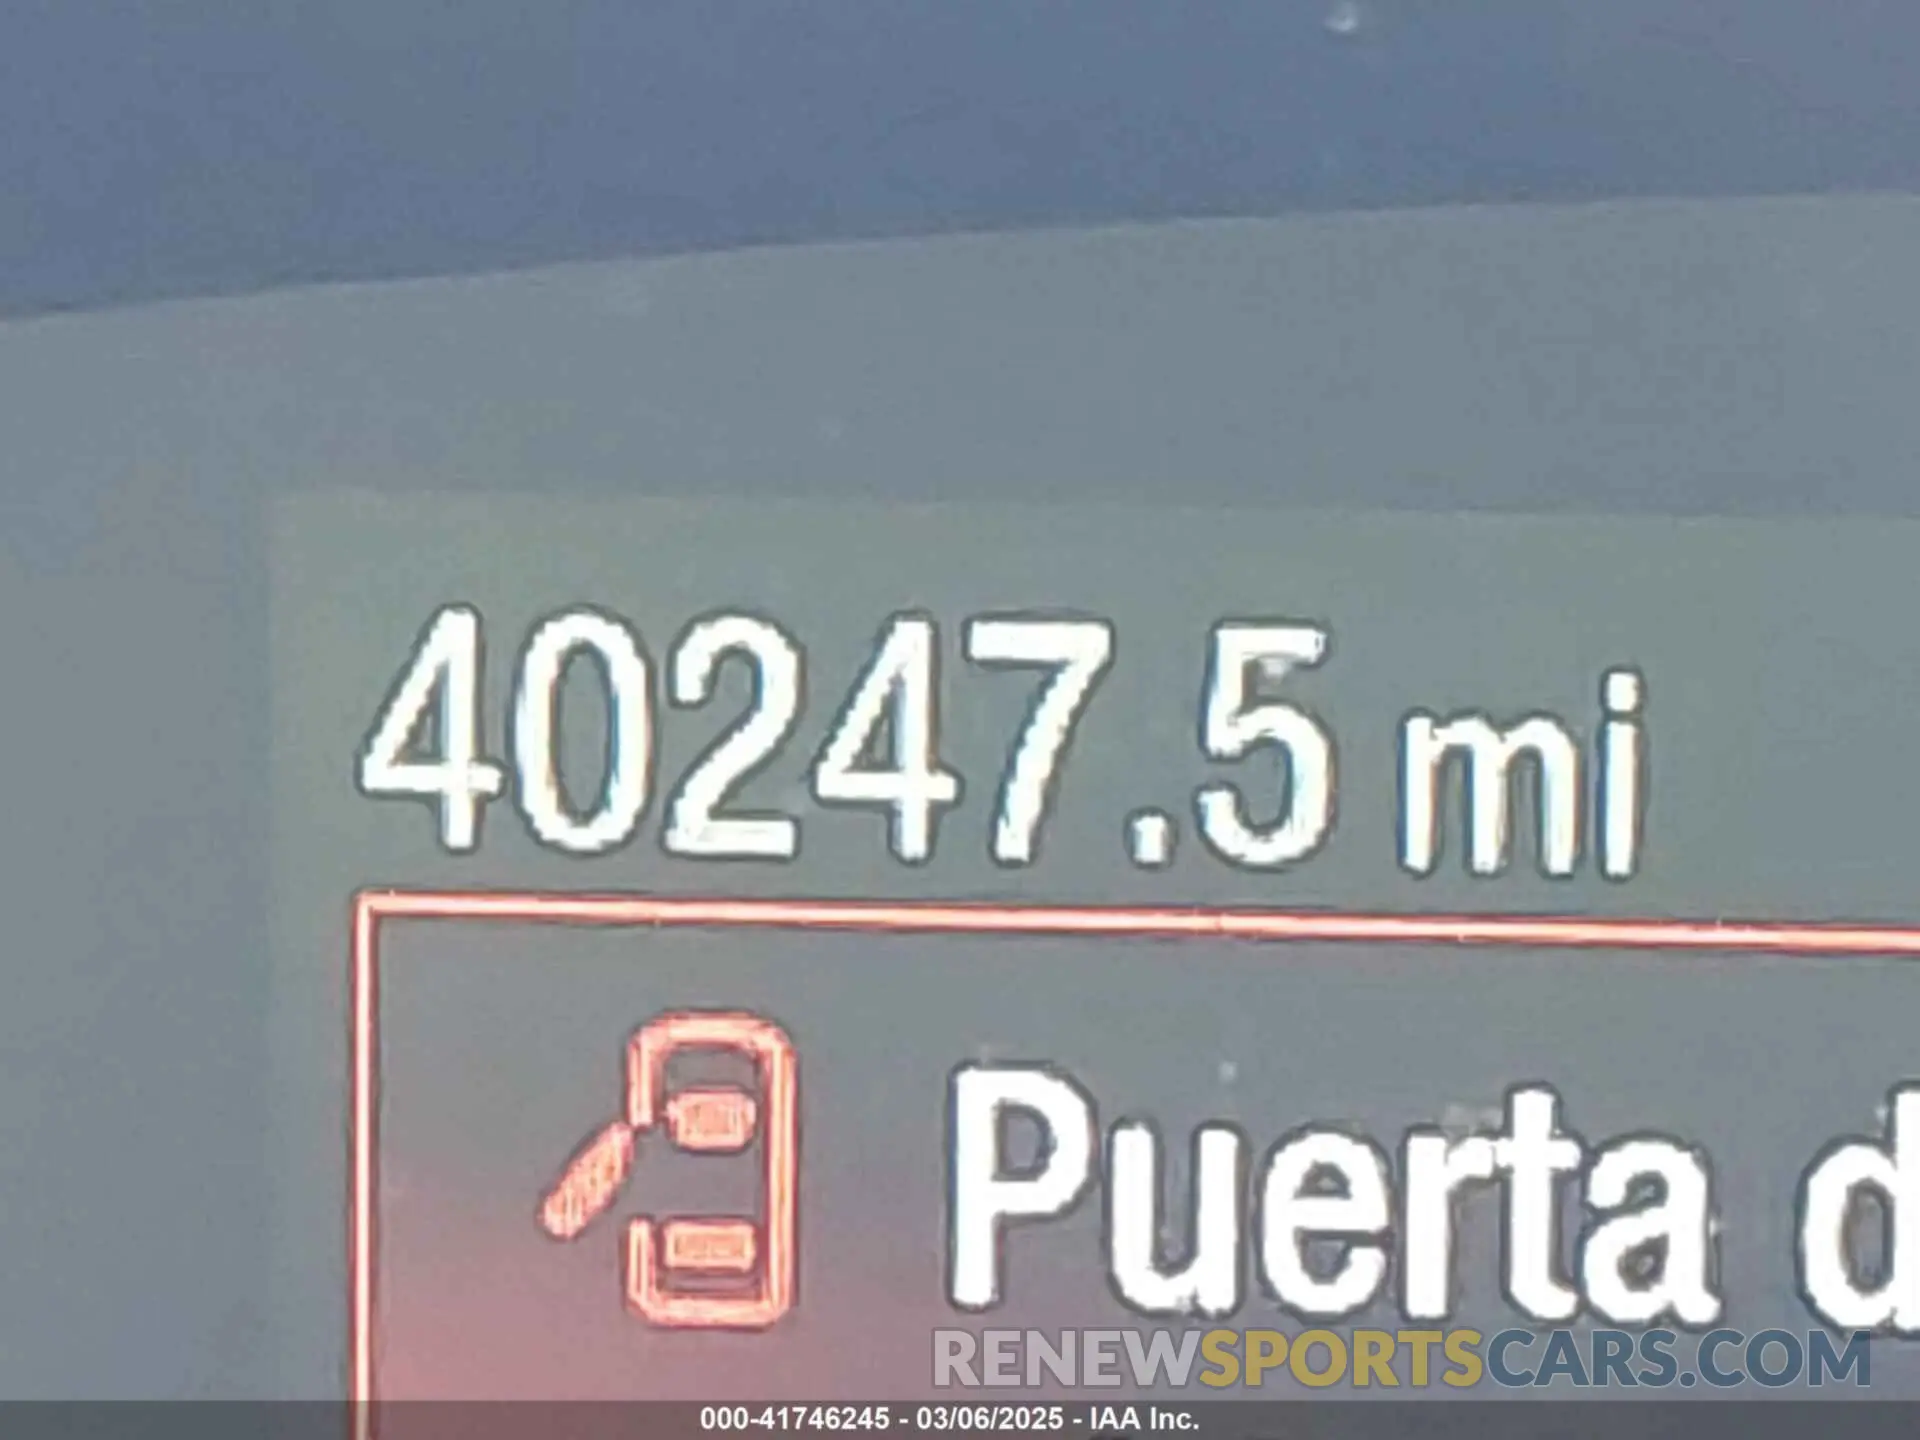 40247.5 mi
Puerta d
RENEWSPORTSCARS.COM
000-41746245 - 03/06/2025 - IAA Inc.